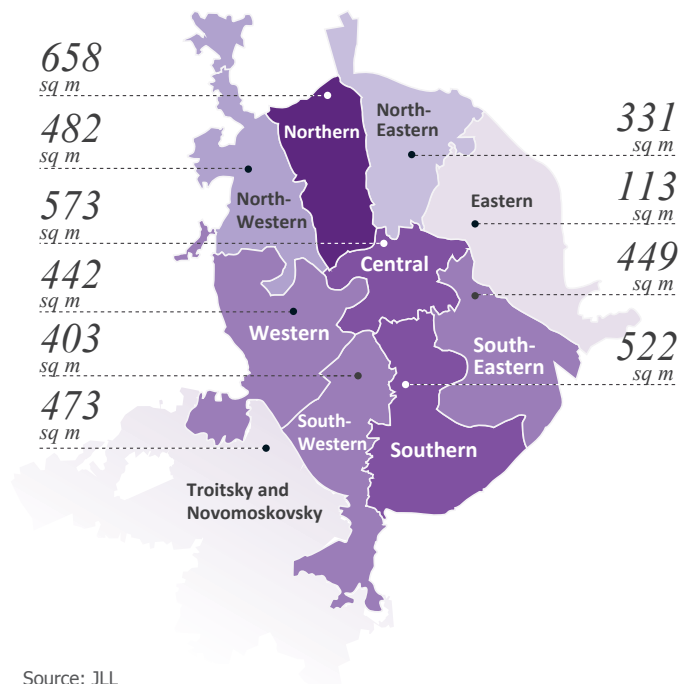 658
sq m
482
sq m
573
sq m
442
sq m
403
sq m
473
sq m
Northern
North-
Eastern
North-
Western
Eastern
Central
Western
South-
Eastern
South-
Western
Southern
Troitsky and
Novomoskovsky
331
sq m
113
sq m
449
sq m
522
sq m
Source: JLL